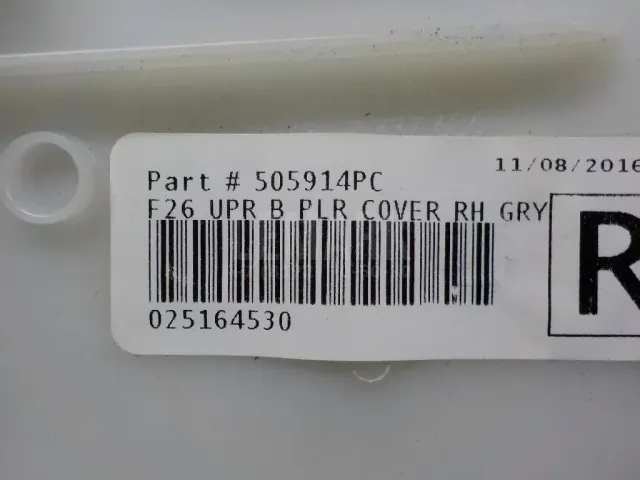 11/08/2016
Part # 505914PC
F26 UPR B PLR COVER RH GRY
R
025164530